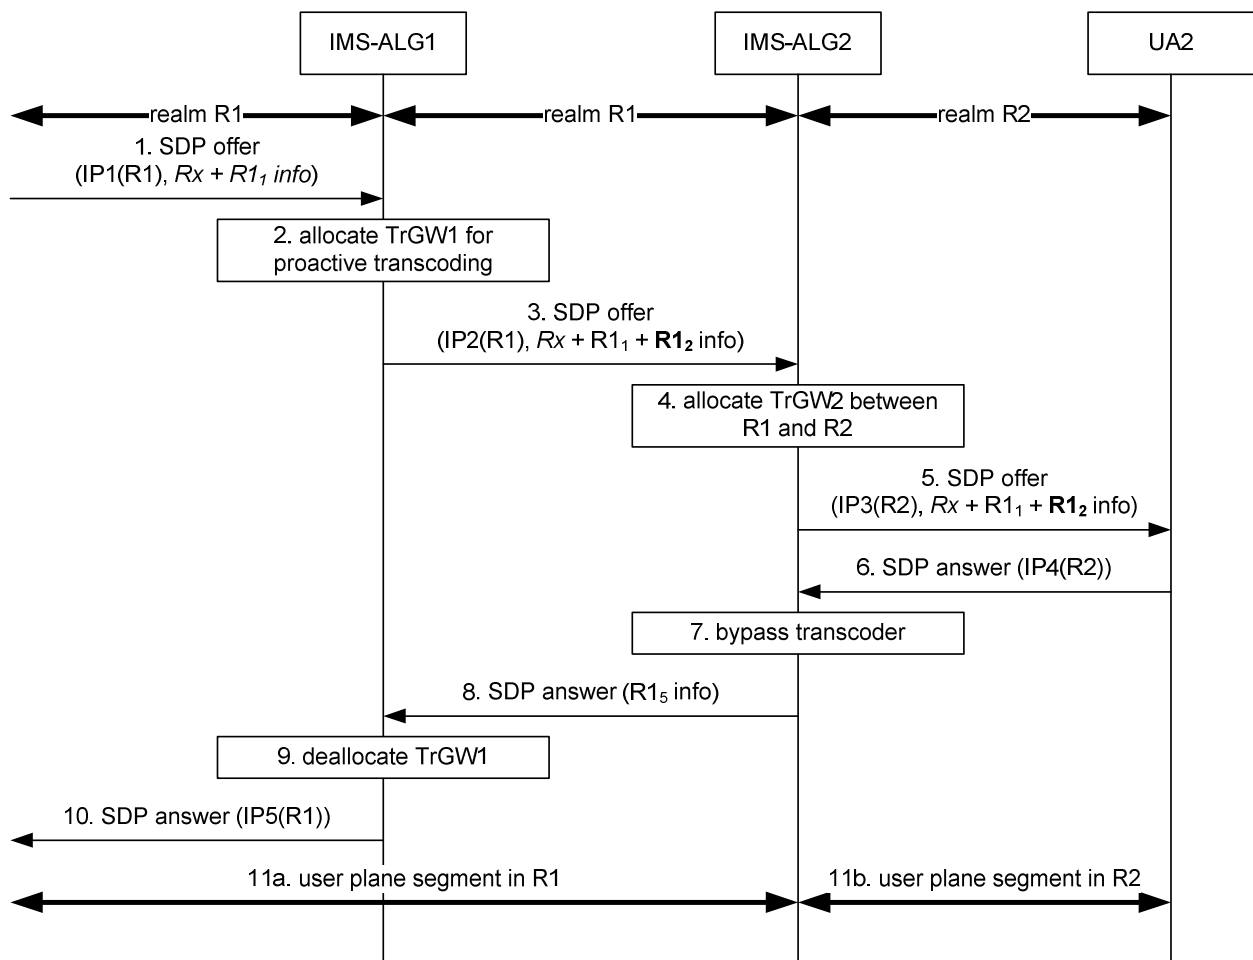 IMS-ALG1
IMS-ALG2
UA2
realm R1
realm R1
realm R2
1. SDP offer
(IP1(R1), Rx + R1₁ info)
2. allocate TrGW1 for
proactive transcoding
3. SDP offer
(IP2(R1), Rx + R1₁ + R1₂ info)
4. allocate TrGW2 between
R1 and R2
5. SDP offer
(IP3(R2), Rx + R1₁ + R1₂ info)
6. SDP answer (IP4(R2))
7. bypass transcoder
8. SDP answer (R1₅ info)
9. deallocate TrGW1
10. SDP answer (IP5(R1))
11a. user plane segment in R1
11b. user plane segment in R2